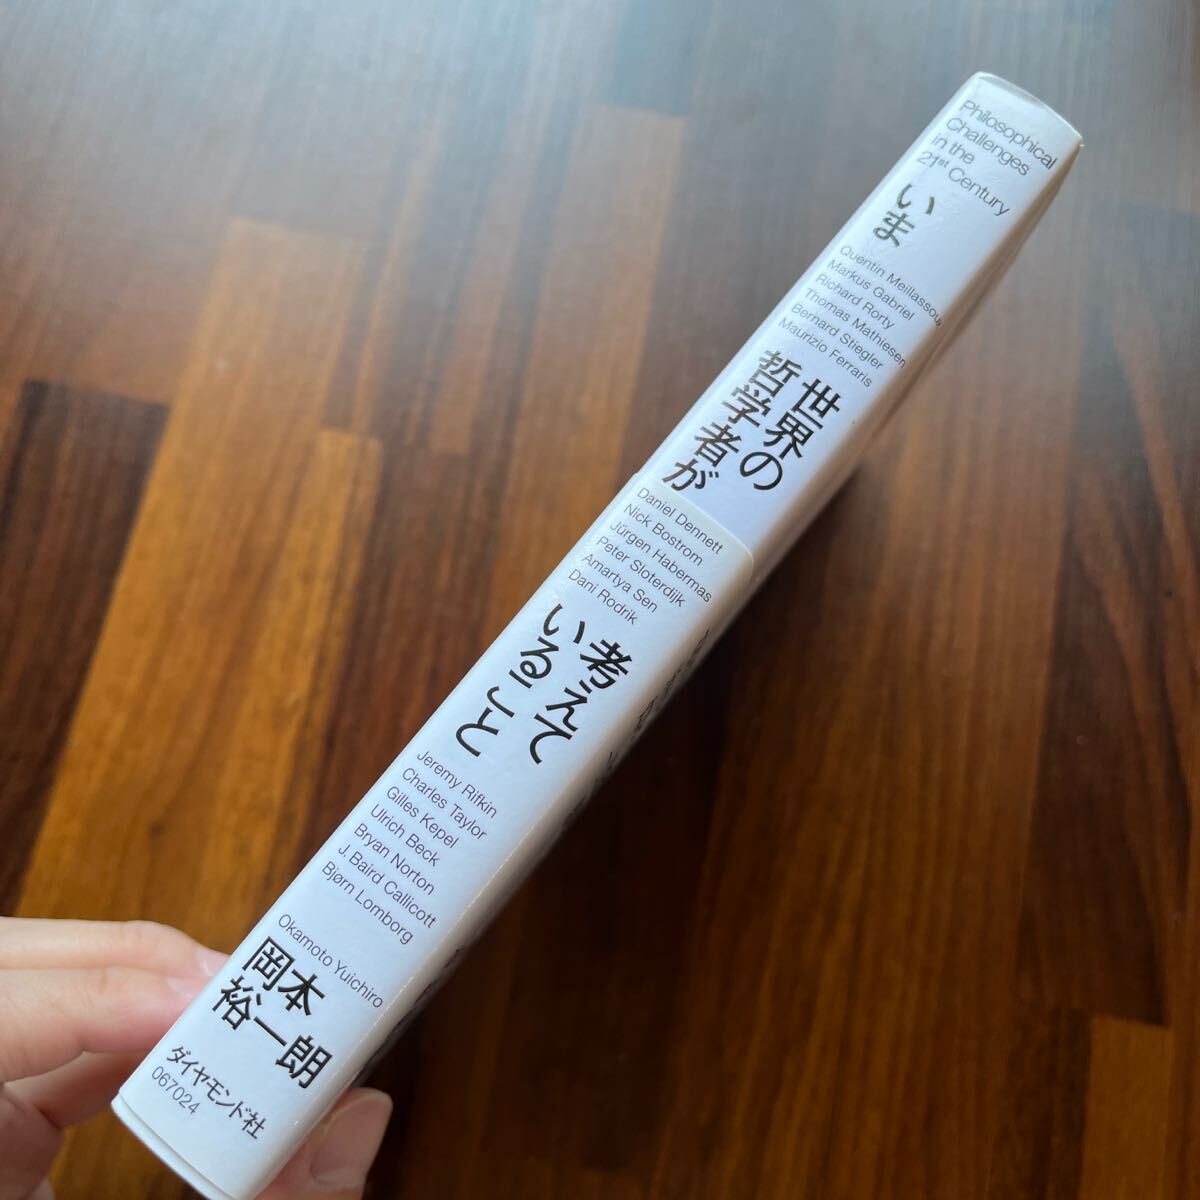 Philosophical
Challenges
in the
21st Century
いま
Quentin Meillassou
Markus Gabriel
Richard Rorty
Thomas Mathiesen
Bernard Stiegler
Maurizio Ferraris
世界の
哲学者が
Daniel Dennett
Nick Bostrom
Jürgen Habermas
Peter Sloterdijk
Amartya Sen
Dani Rodrik
考えて
いること
Jeremy Rifkin
Charles Taylor
Gilles Kepel
Ulrich Beck
Bryan Norton
J. Baird Callicott
Bjørn Lomborg
Okamoto Yuichiro
岡本
裕一朗
ダイヤモンド社
067024